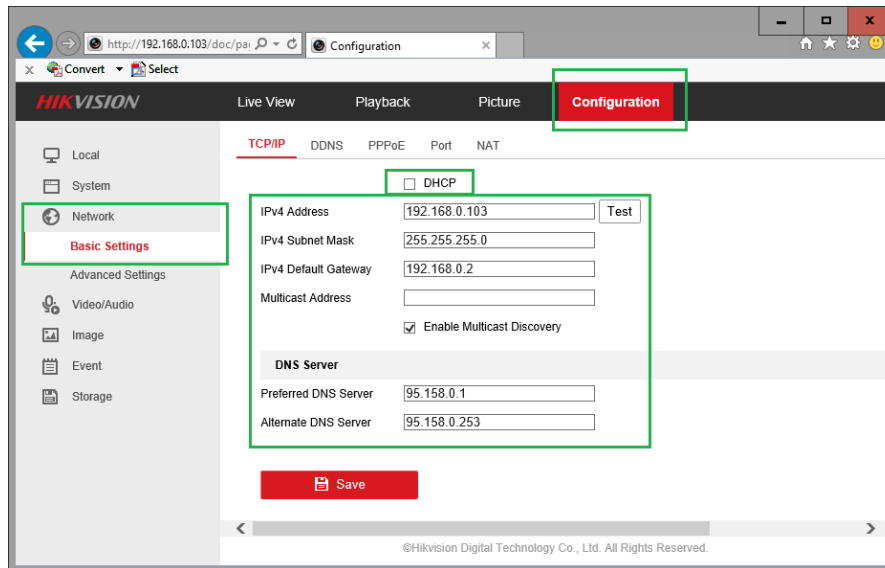 http://192.168.0.103/doc/pa
Configuration
x Convert Select
HIKVISION Live View Playback Picture Configuration
Local
System
Network
Basic Settings
Advanced Settings
Video/Audio
Image
Event
Storage
TCP/IP DDNS PPPoE Port NAT
DHCP
IPv4 Address 192.168.0.103 Test
IPv4 Subnet Mask 255.255.255.0
IPv4 Default Gateway 192.168.0.2
Multicast Address
Enable Multicast Discovery
DNS Server
Preferred DNS Server 95.158.0.1
Alternate DNS Server 95.158.0.253
Save
©Hikvision Digital Technology Co., Ltd. All Rights Reserved.